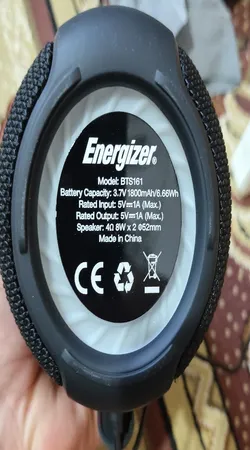 Energizer
Model: BTS161
Battery Capacity: 3.7V 1800mAh/6.66Wh
Rated Input: 5V⎓1A (Max.)
Rated Output: 5V⎓1A (Max.)
Speaker: 4Ω 8W x 2 Φ52mm
Made in China
CE